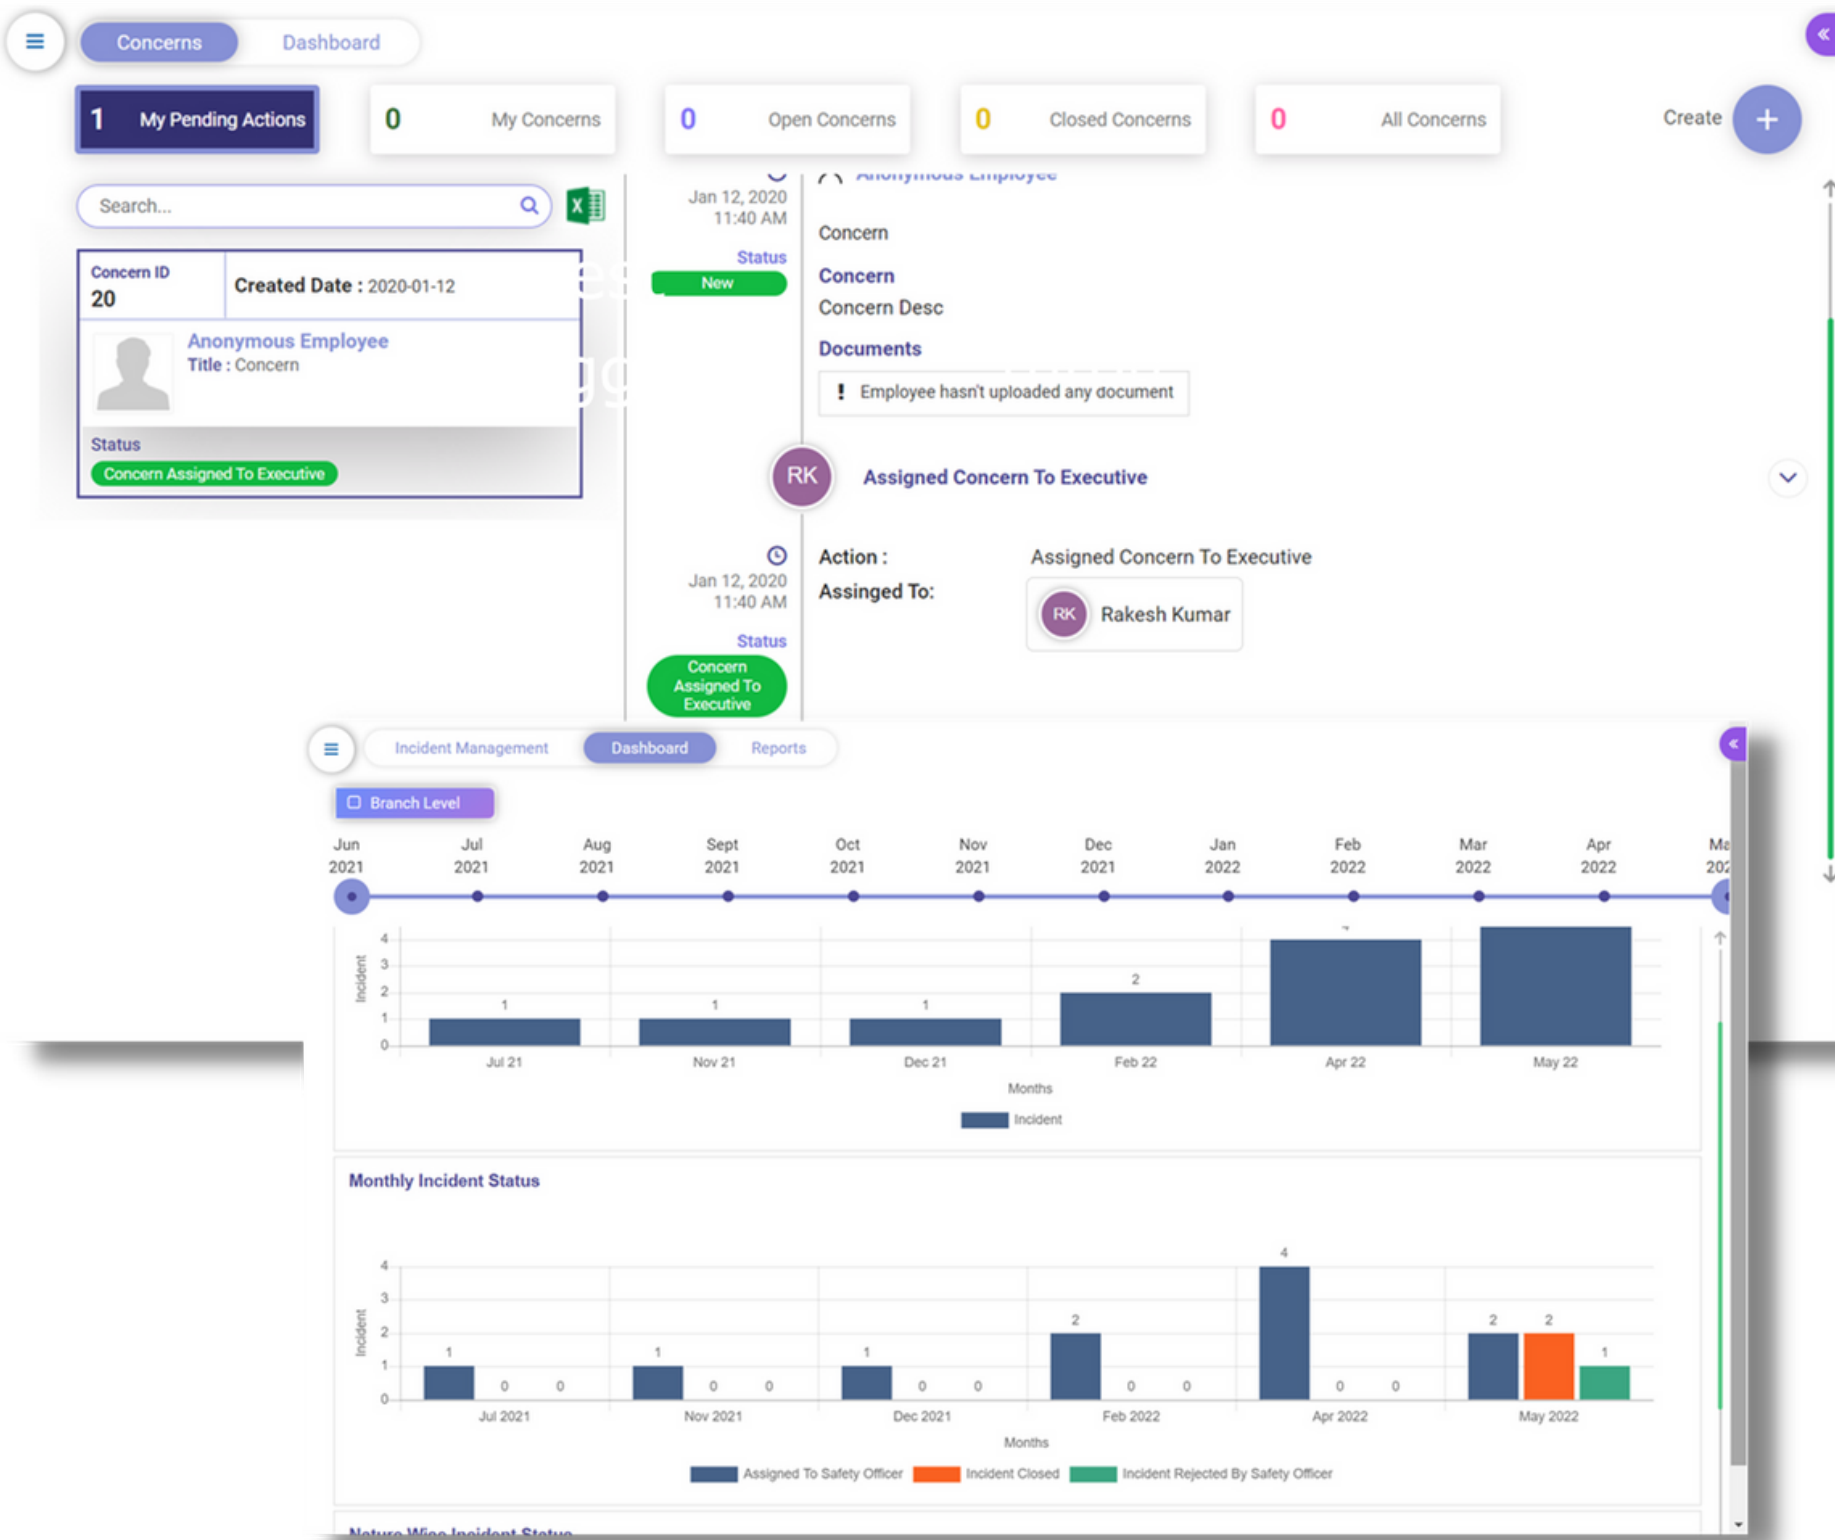 Concerns
Dashboard
1 My Pending Actions
0 My Concerns
0 Open Concerns
0 Closed Concerns
0 All Concerns
Create
Search...
Concern ID
20
Created Date : 2020-01-12
Anonymous Employee
Title : Concern
Status
Concern Assigned To Executive
Anonymous Employee
Jan 12, 2020
11:40 AM
Status
New
Concern
Concern
Concern Desc
Documents
! Employee hasn't uploaded any document
RK
Assigned Concern To Executive
Jan 12, 2020
11:40 AM
Status
Concern
Assigned To
Executive
Action :
Assigned Concern To Executive
Assinged To:
RK Rakesh Kumar
Incident Management
Dashboard
Reports
Branch Level
Jun Jul Aug Sept Oct Nov Dec Jan Feb Mar Apr
2021 2021 2021 2021 2021 2021 2021 2022 2022 2022 2022
4
3
2
1
0
Incident
1 1 1 2
Jul 21 Nov 21 Dec 21 Feb 22 Apr 22 May 22
Months
Incident
Monthly Incident Status
4
3
2
1
0
Incident
1 0 0 1 0 0 1 0 0 2 0 0 4 0 0 2 2 1
Jul 2021 Nov 2021 Dec 2021 Feb 2022 Apr 2022 May 2022
Months
Assigned To Safety Officer Incident Closed Incident Rejected By Safety Officer
Nature Wise Incident Status